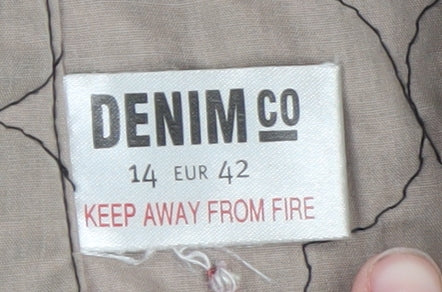 DENIM CO
14 EUR 42
KEEP AWAY FROM FIRE